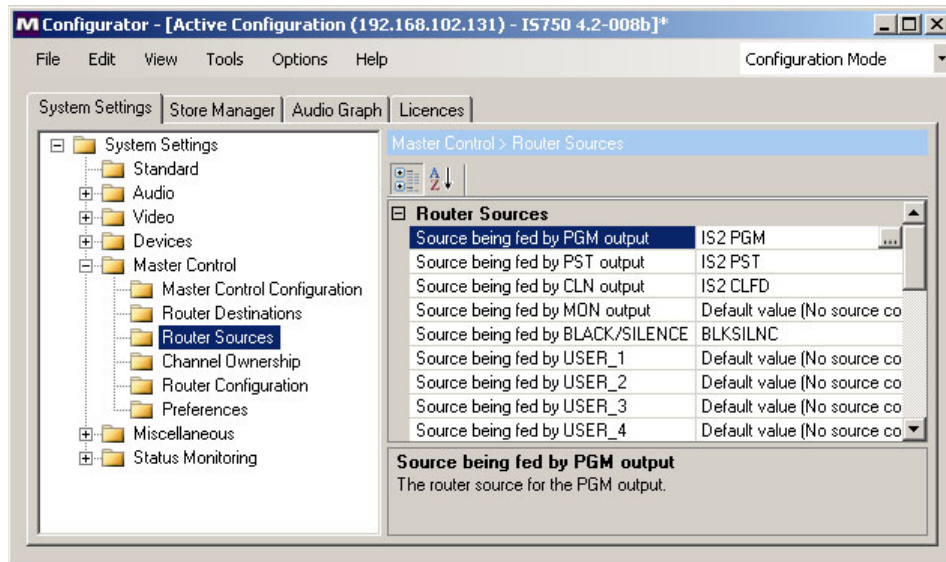 M Configurator - [Active Configuration (192.168.102.131) - IS750 4.2-008b]*
File Edit View Tools Options Help Configuration Mode
System Settings Store Manager Audio Graph Licences
System Settings
Standard
Audio
Video
Devices
Master Control
Master Control Configuration
Router Destinations
Router Sources
Channel Ownership
Router Configuration
Preferences
Miscellaneous
Status Monitoring
Master Control > Router Sources
A Z
Router Sources
Source being fed by PGM output IS2 PGM ...
Source being fed by PST output IS2 PST
Source being fed by CLN output IS2 CLFD
Source being fed by MON output Default value (No source co
Source being fed by BLACK/SILENCE BLKSILNC
Source being fed by USER_1 Default value (No source co
Source being fed by USER_2 Default value (No source co
Source being fed by USER_3 Default value (No source co
Source being fed by USER_4 Default value (No source co
Source being fed by PGM output
The router source for the PGM output.